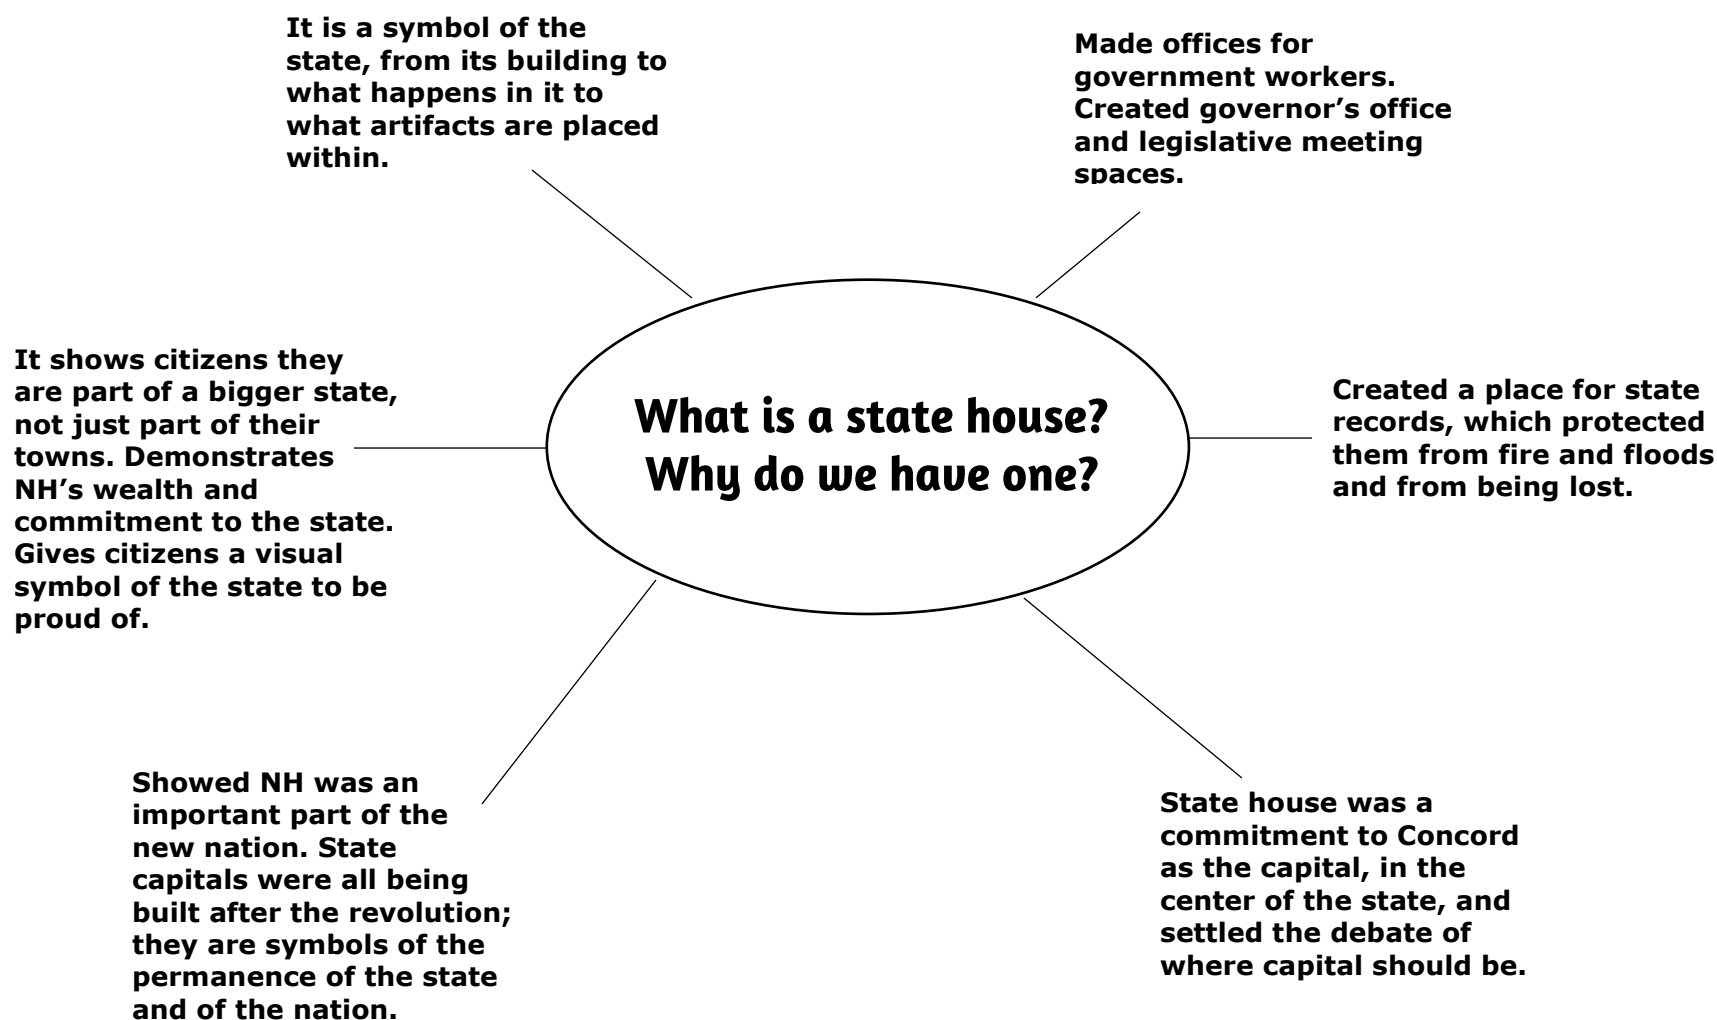 It is a symbol of the
state, from its building to
what happens in it to
what artifacts are placed
within.
Made offices for
government workers.
Created governor’s office
and legislative meeting
spaces.
What is a state house?
Why do we have one?
It shows citizens they
are part of a bigger state,
not just part of their
towns. Demonstrates
NH’s wealth and
commitment to the state.
Gives citizens a visual
symbol of the state to be
proud of.
Created a place for state
records, which protected
them from fire and floods
and from being lost.
Showed NH was an
important part of the
new nation. State
capitals were all being
built after the revolution;
they are symbols of the
permanence of the state
and of the nation.
State house was a
commitment to Concord
as the capital, in the
center of the state, and
settled the debate of
where capital should be.